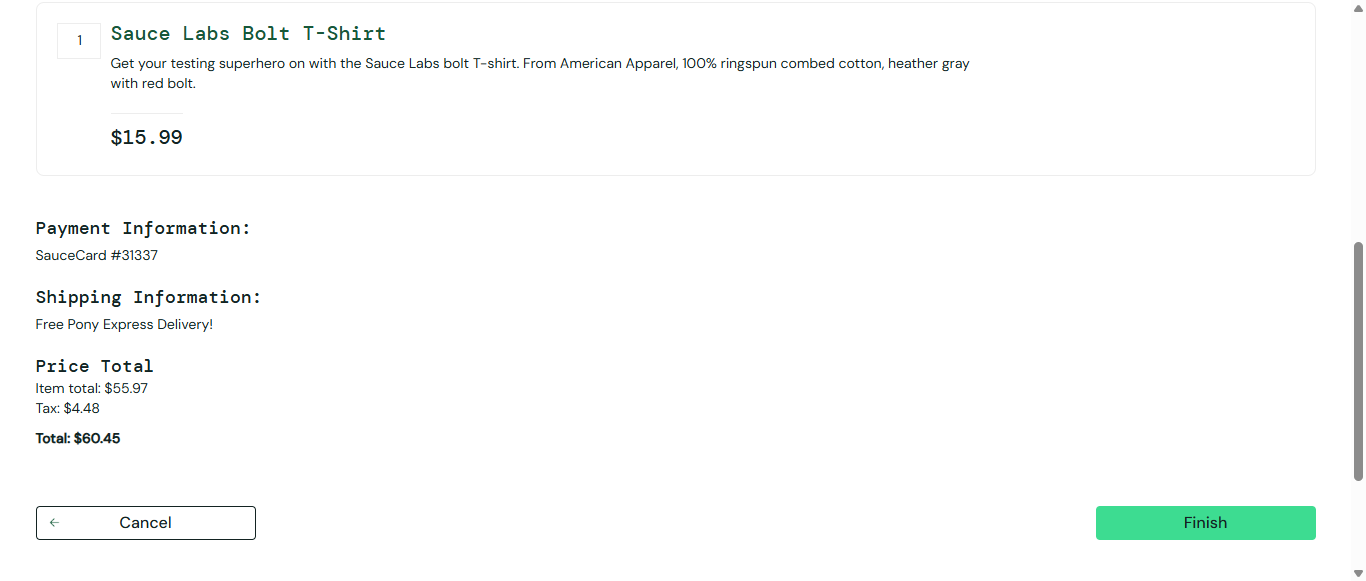 1
Sauce Labs Bolt T-Shirt
Get your testing superhero on with the Sauce Labs bolt T-shirt. From American Apparel, 100% ringspun combed cotton, heather gray
with red bolt.
$15.99
Payment Information:
SauceCard #31337
Shipping Information:
Free Pony Express Delivery!
Price Total
Item total: $55.97
Tax: $4.48
Total: $60.45
Cancel
Finish